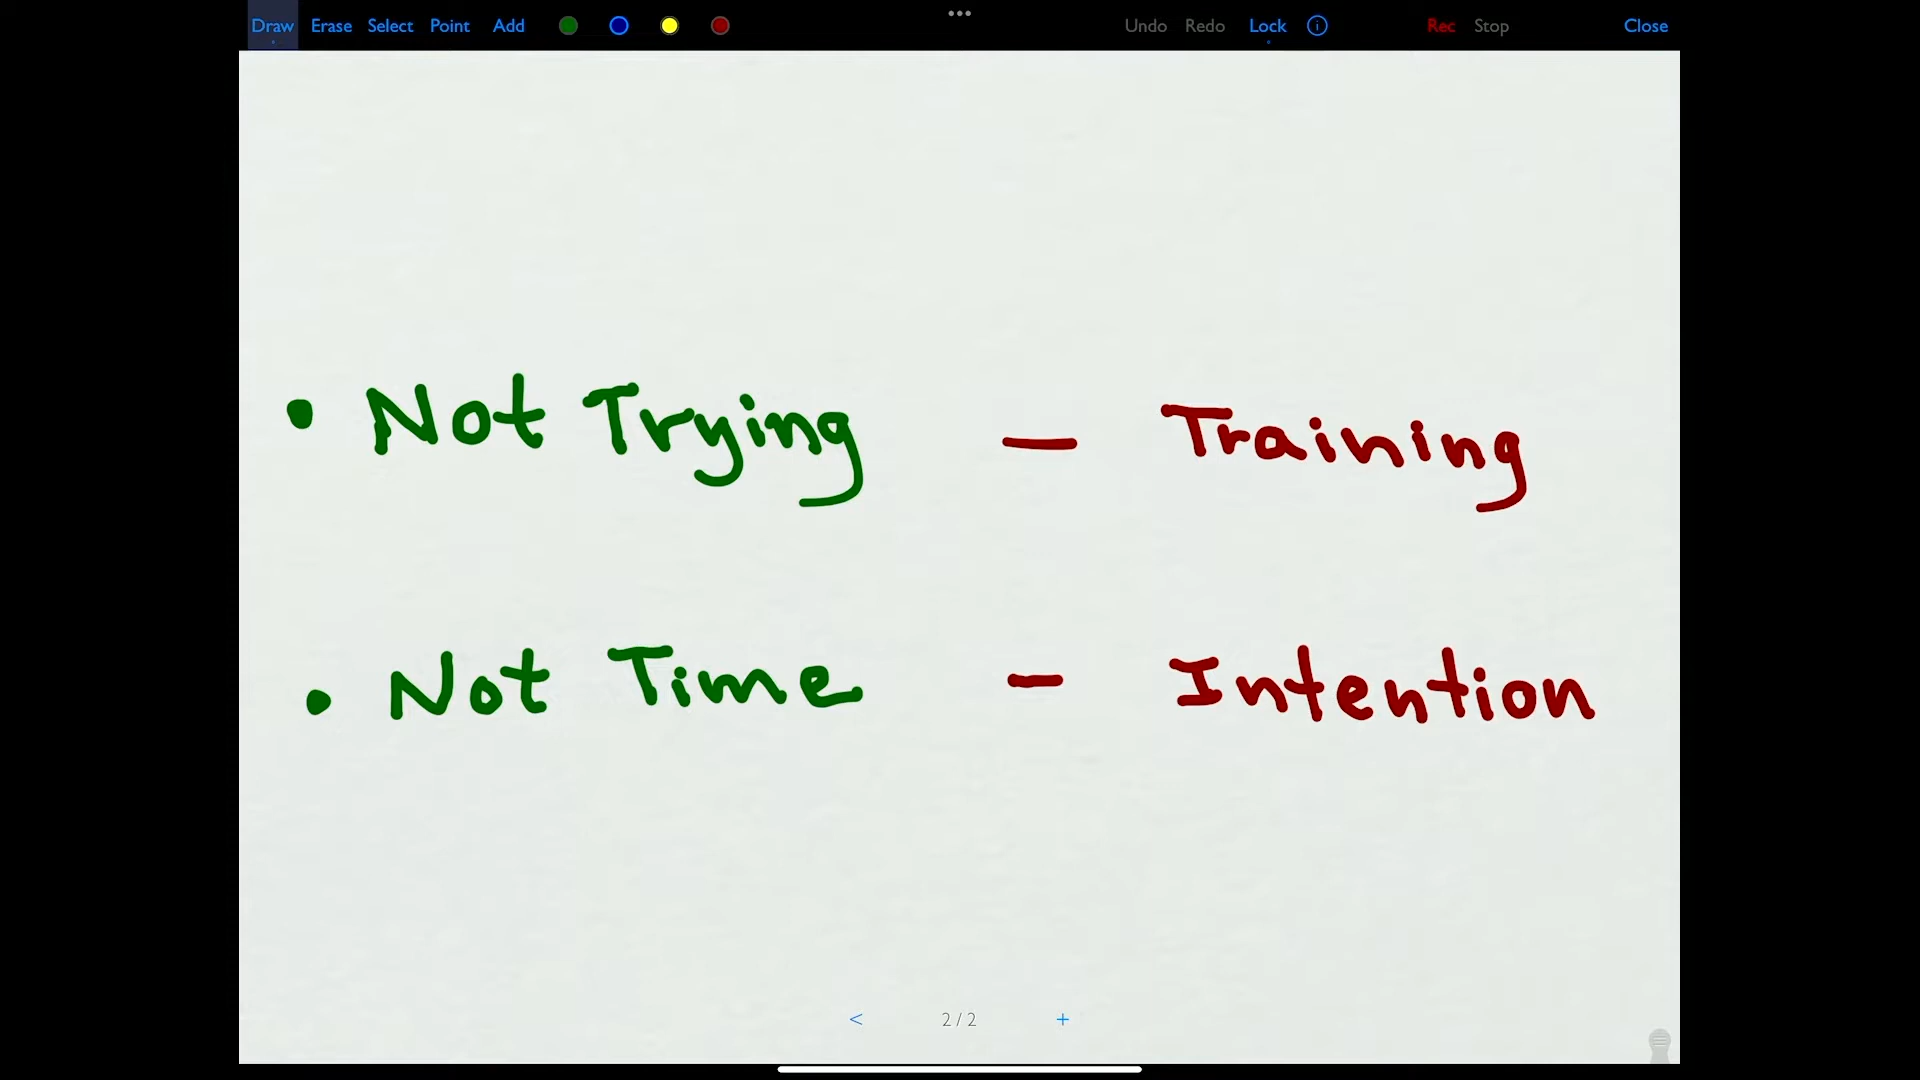 Draw Erase Select Point Add Undo Redo Lock Rec Stop Close
• Not Trying — Training
• Not Time - Intention
< 2 / 2 +